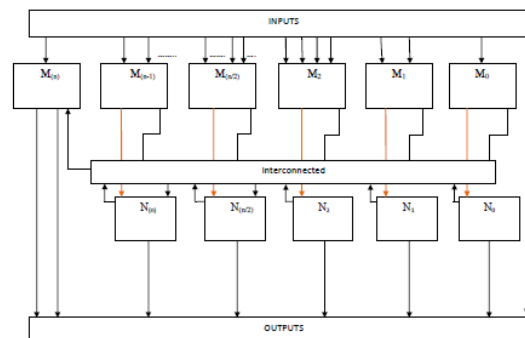 INPUTS
M(n) M(n-1) M(n/2) M2 M1 M0
Interconnected
N(n) N(n/2) N2 N1 N0
OUTPUTS